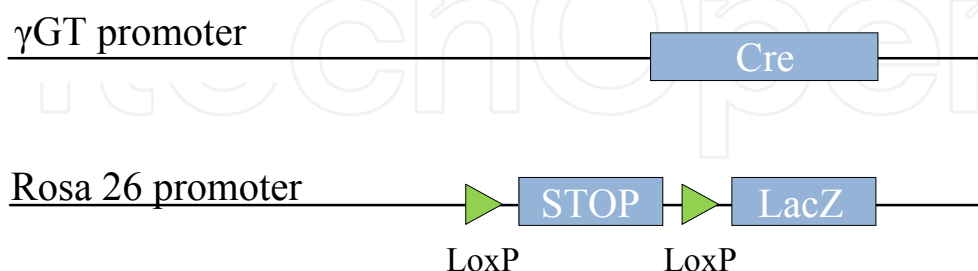 γGT promoter
Cre
Rosa 26 promoter
STOP
LacZ
LoxP
LoxP